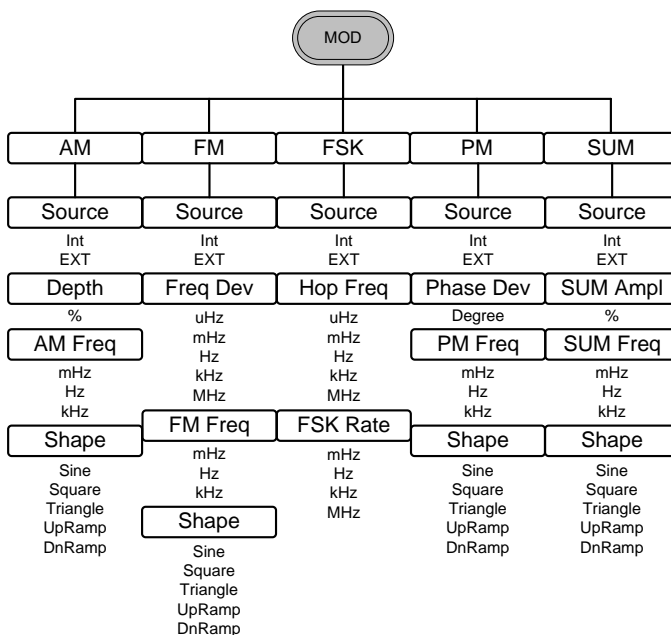 MOD
AM
FM
FSK
PM
SUM
Source
Int
EXT
Depth
%
AM Freq
mHz
Hz
kHz
Shape
Sine
Square
Triangle
UpRamp
DnRamp
Source
Int
EXT
Freq Dev
uHz
mHz
Hz
kHz
MHz
FM Freq
mHz
Hz
kHz
Shape
Sine
Square
Triangle
UpRamp
DnRamp
Source
Int
EXT
Hop Freq
uHz
mHz
Hz
kHz
MHz
FSK Rate
mHz
Hz
kHz
MHz
Source
Int
EXT
Phase Dev
Degree
PM Freq
mHz
Hz
kHz
Shape
Sine
Square
Triangle
UpRamp
DnRamp
Source
Int
EXT
SUM Ampl
%
SUM Freq
mHz
Hz
kHz
Shape
Sine
Square
Triangle
UpRamp
DnRamp